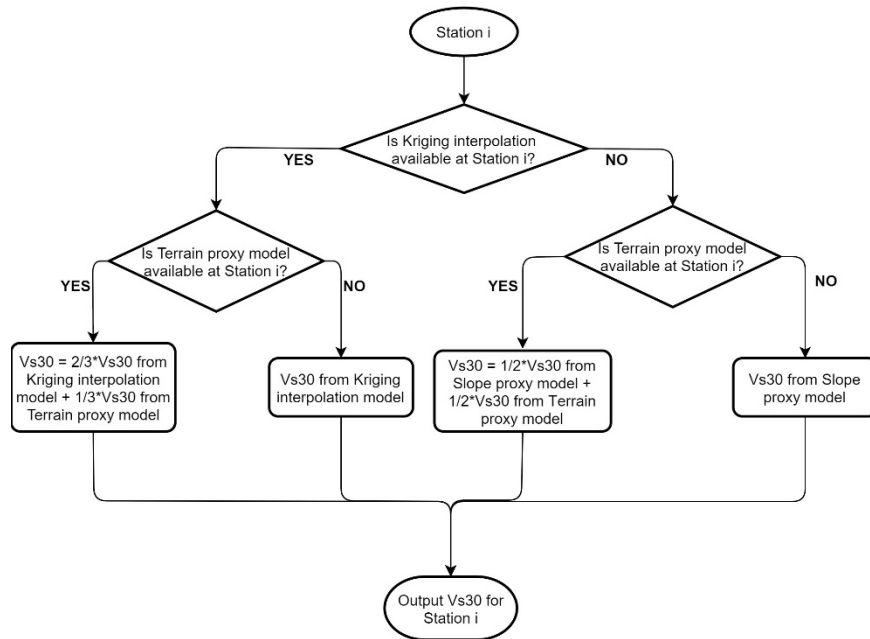 Station i
Is Kriging interpolation
available at Station i?
YES
NO
Is Terrain proxy model
available at Station i?
Is Terrain proxy model
available at Station i?
YES
NO
YES
NO
Vs30 = 2/3*Vs30 from
Kriging interpolation
model + 1/3*Vs30 from
Terrain proxy model
Vs30 from Kriging
interpolation model
Vs30 = 1/2*Vs30 from
Slope proxy model +
1/2*Vs30 from Terrain
proxy model
Vs30 from Slope
proxy model
Output Vs30 for
Station i